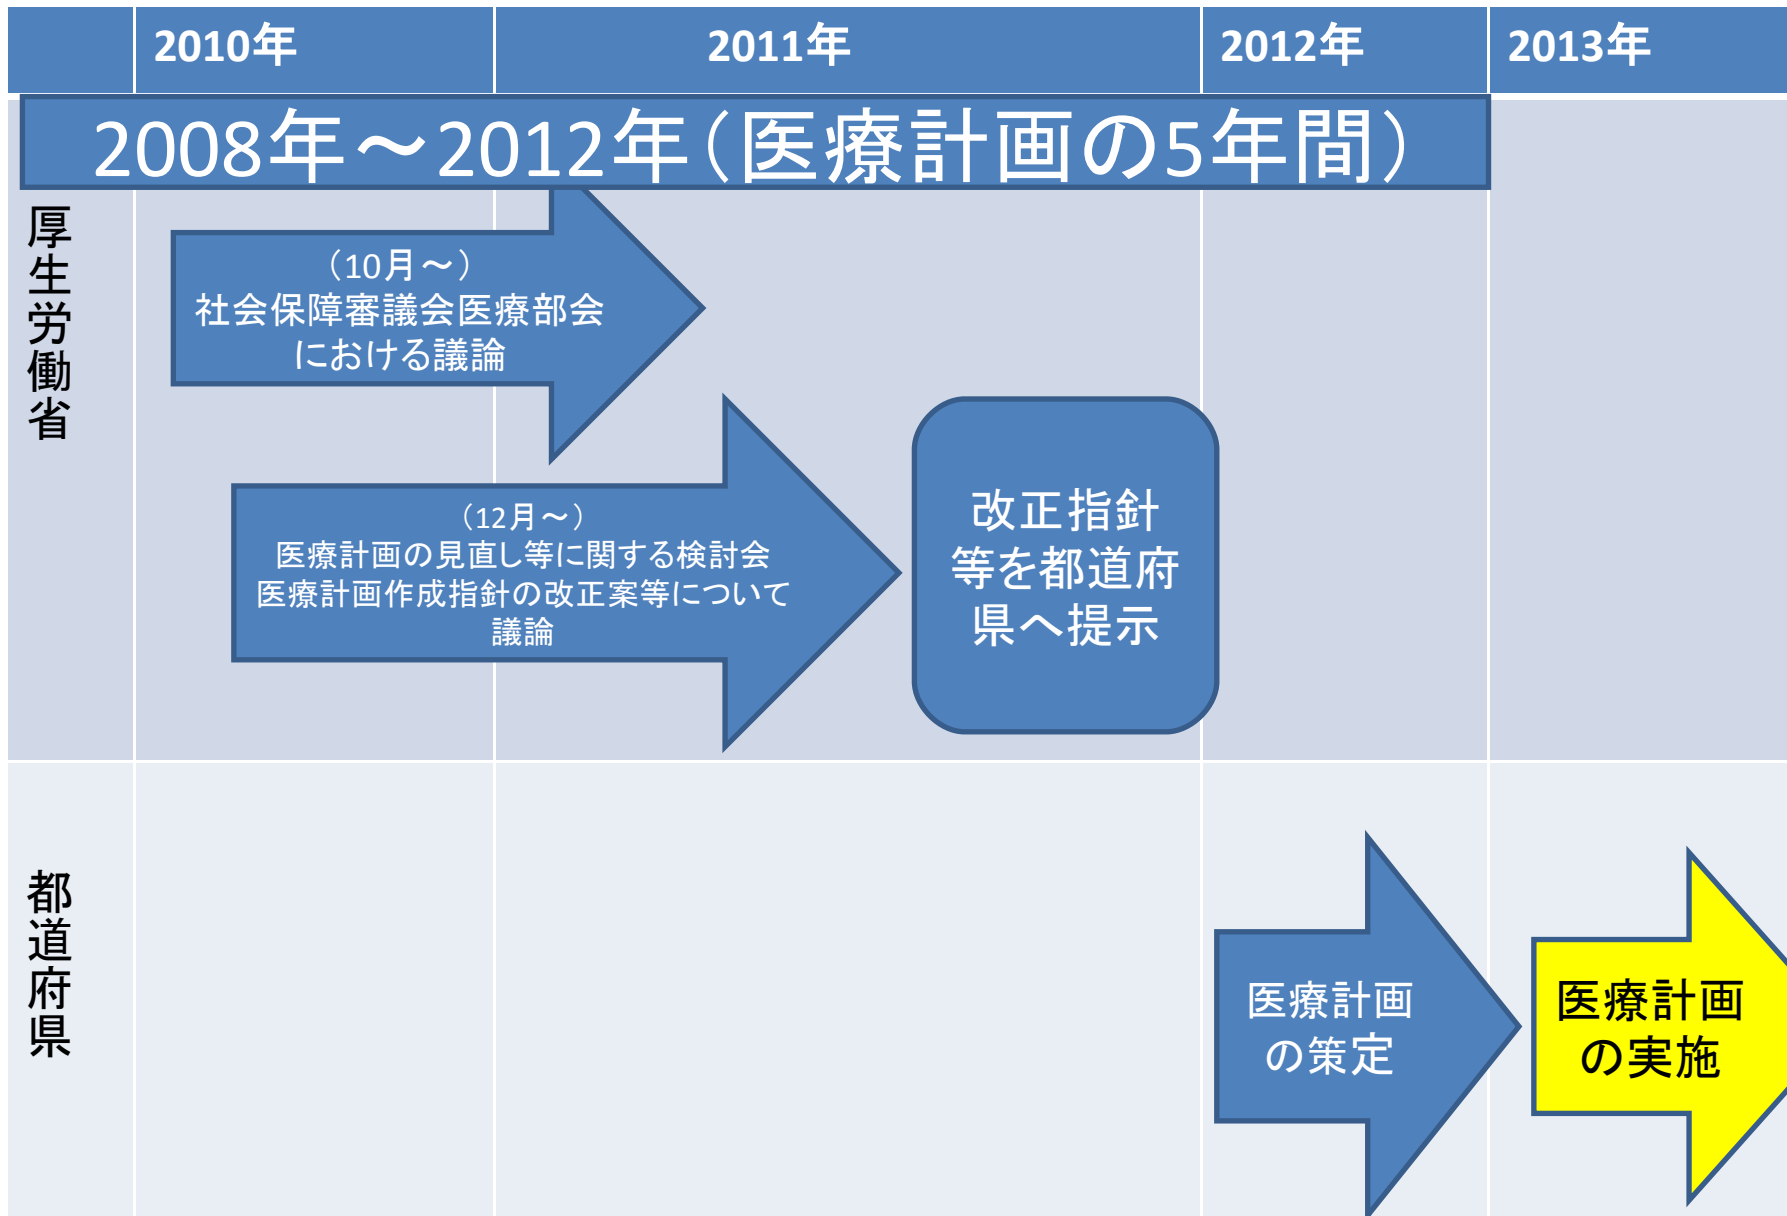 2010年
2011年
2012年
2013年
2008年～2012年（医療計画の5年間）
厚生労働省
（10月～）
社会保障審議会医療部会
における議論
（12月～）
医療計画の見直し等に関する検討会
医療計画作成指針の改正案等について
議論
改正指針
等を都道府
県へ提示
都道府県
医療計画
の策定
医療計画
の実施